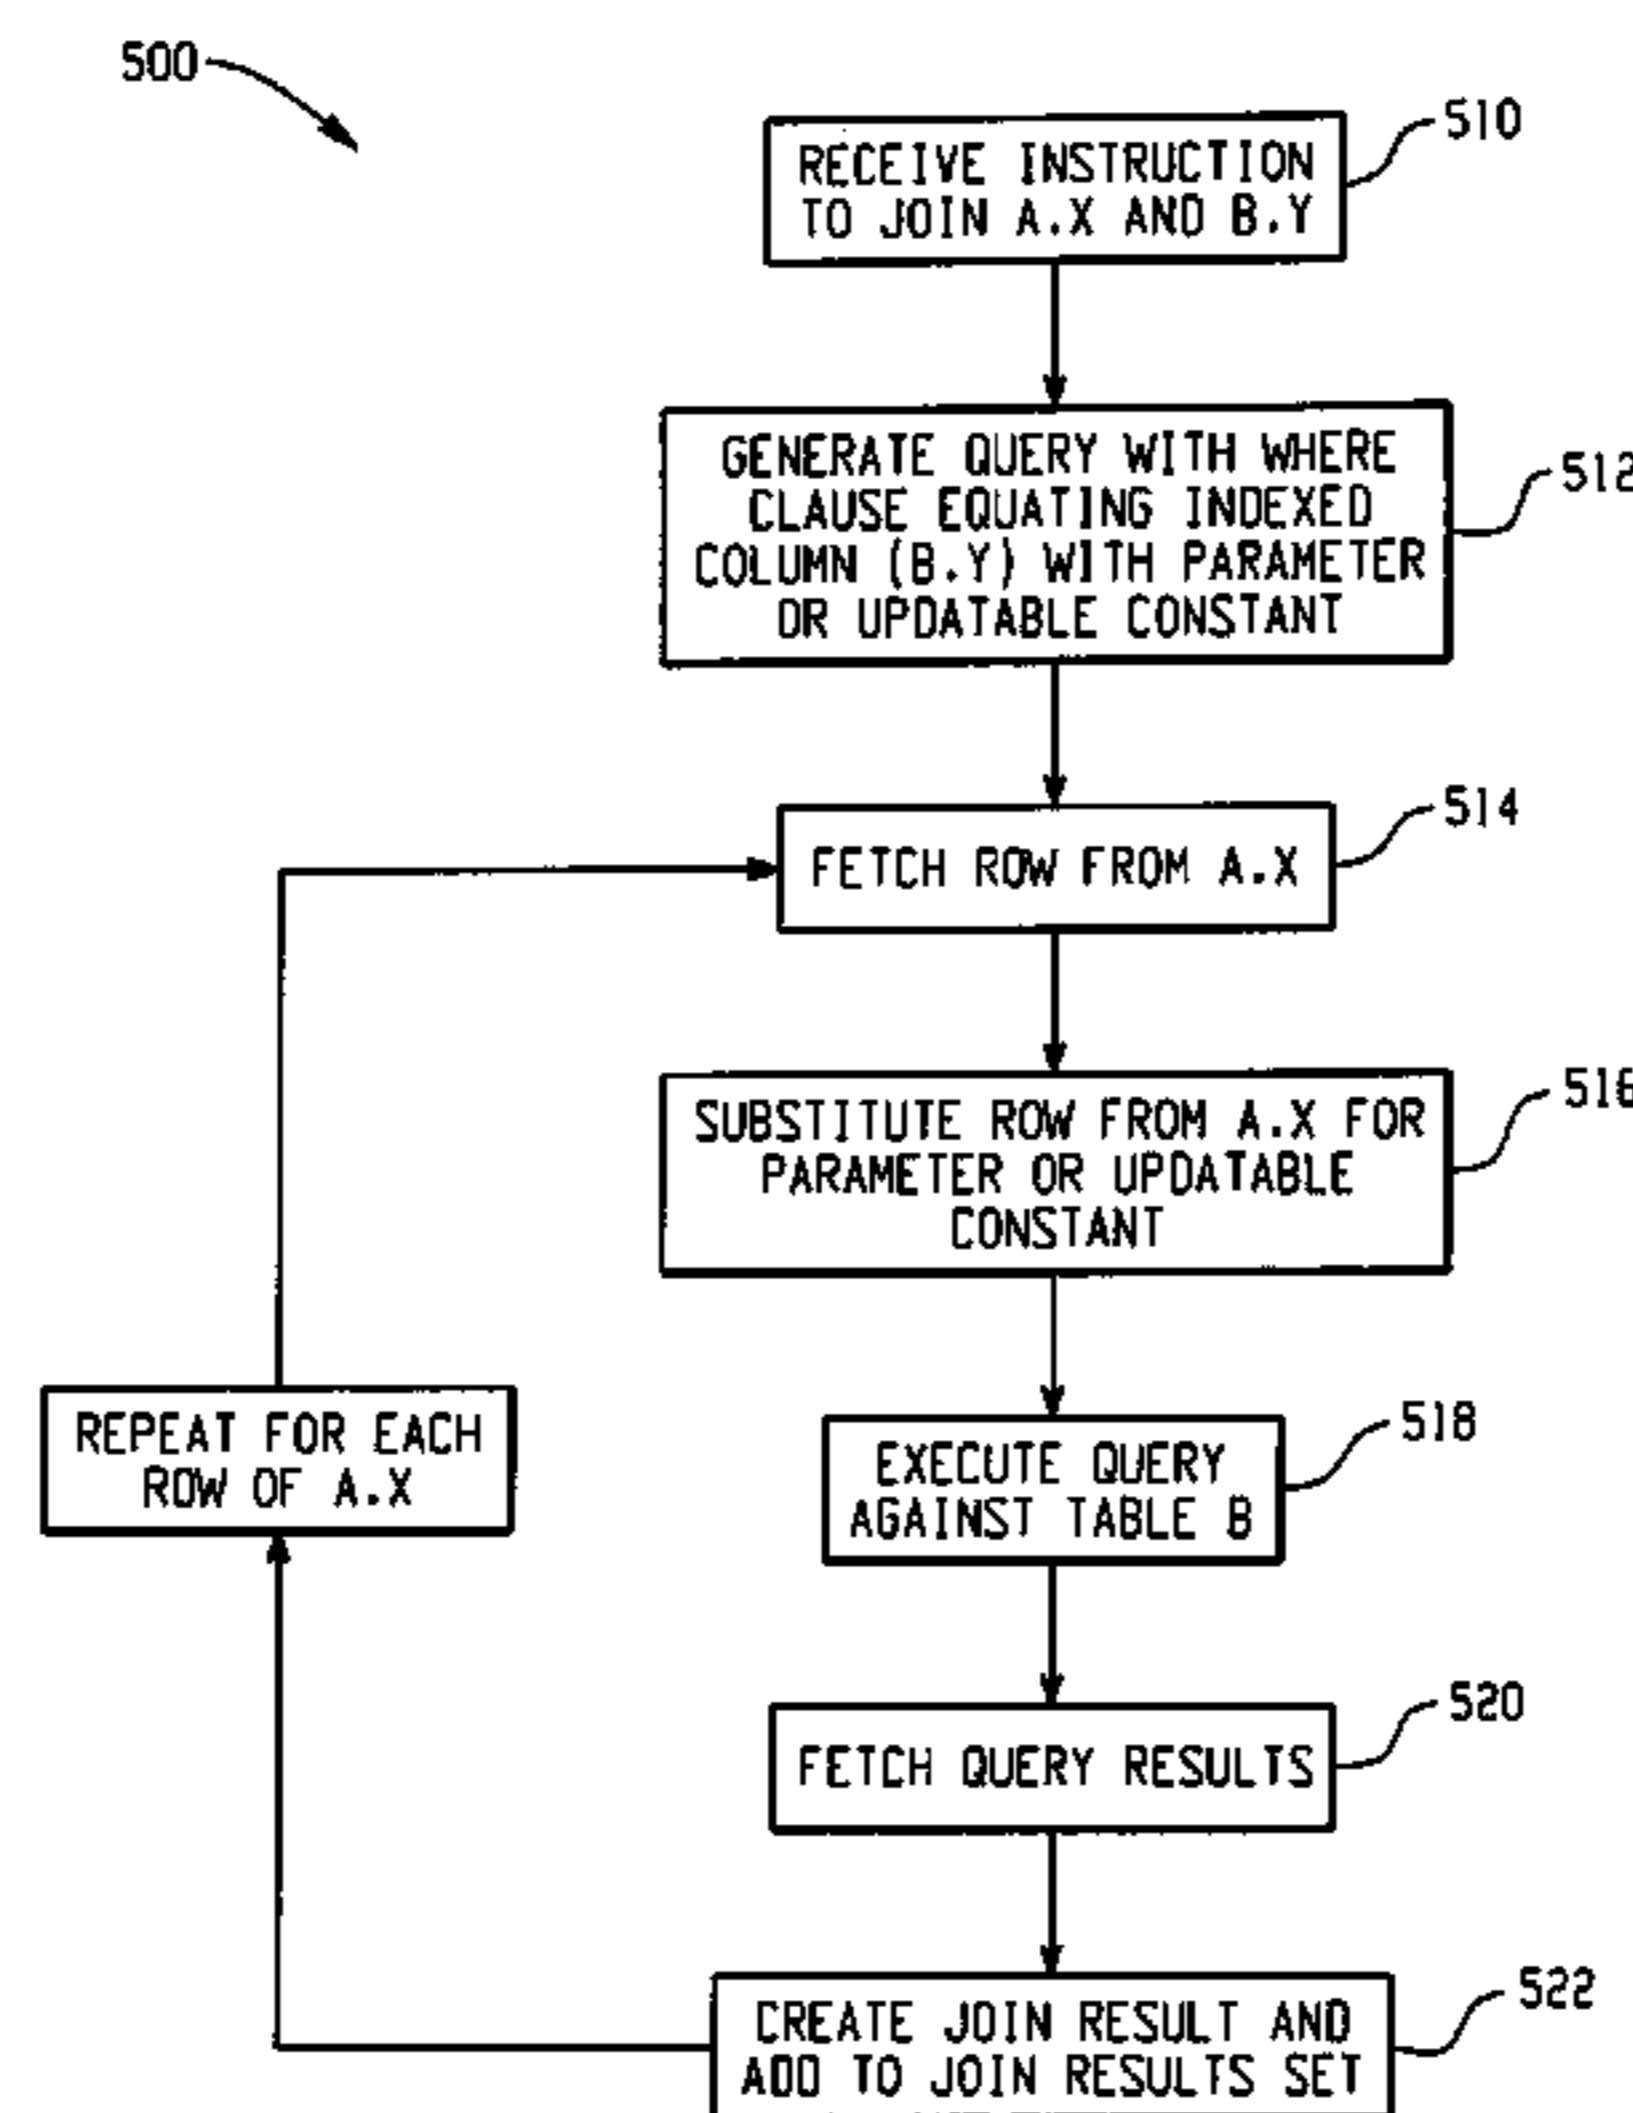 500
510
RECEIVE INSTRUCTION
TO JOIN A.X AND B.Y
GENERATE QUERY WITH WHERE
CLAUSE EQUATING INDEXED
COLUMN (B.Y) WITH PARAMETER
OR UPDATABLE CONSTANT
512
514
FETCH ROW FROM A.X
516
SUBSTITUTE ROW FROM A.X FOR
PARAMETER OR UPDATABLE
CONSTANT
REPEAT FOR EACH
ROW OF A.X
518
EXECUTE QUERY
AGAINST TABLE B
520
FETCH QUERY RESULTS
522
CREATE JOIN RESULT AND
ADD TO JOIN RESULTS SET